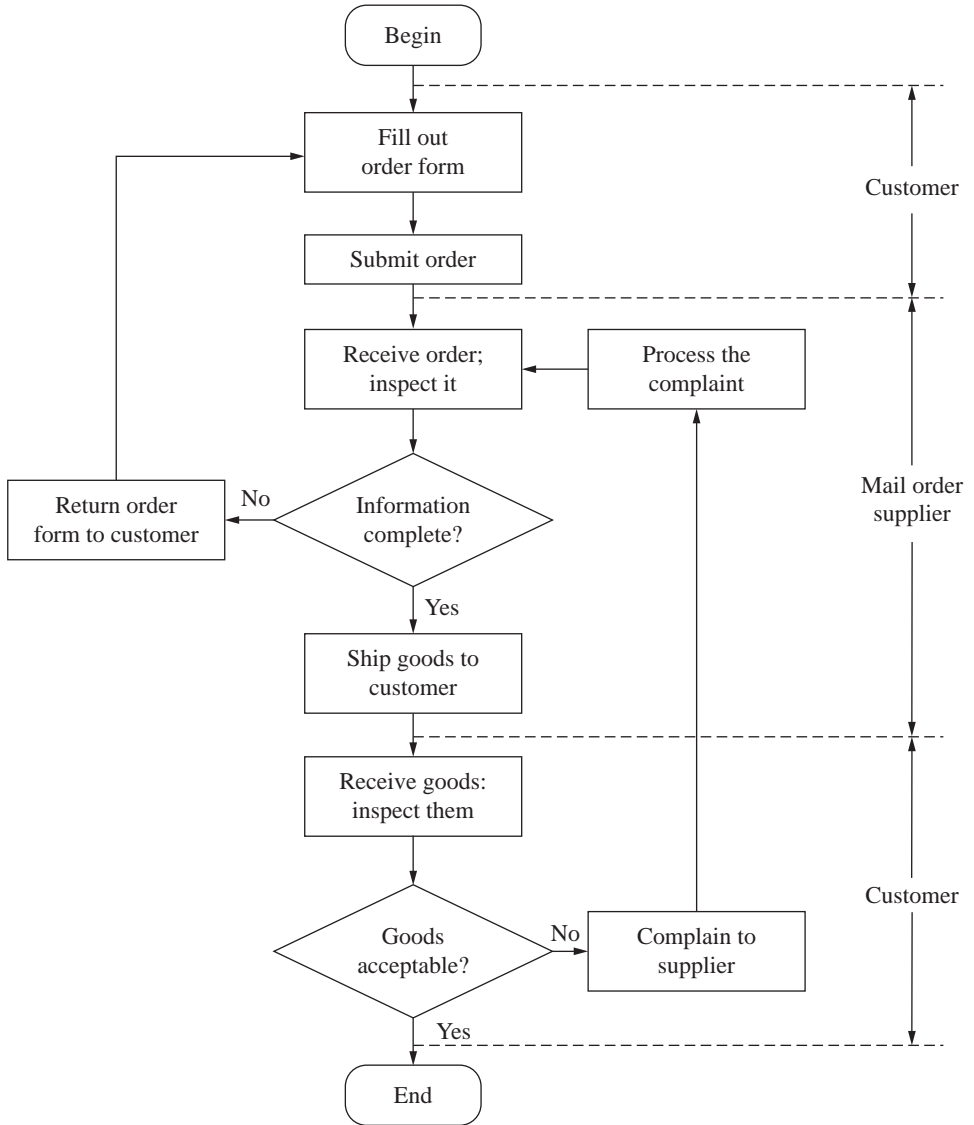 Begin
Fill out
order form
Customer
Submit order
Receive order;
inspect it
Process the
complaint
Return order
form to customer
No
Information
complete?
Mail order
supplier
Yes
Ship goods to
customer
Receive goods:
inspect them
Customer
Goods
acceptable?
No
Complain to
supplier
Yes
End